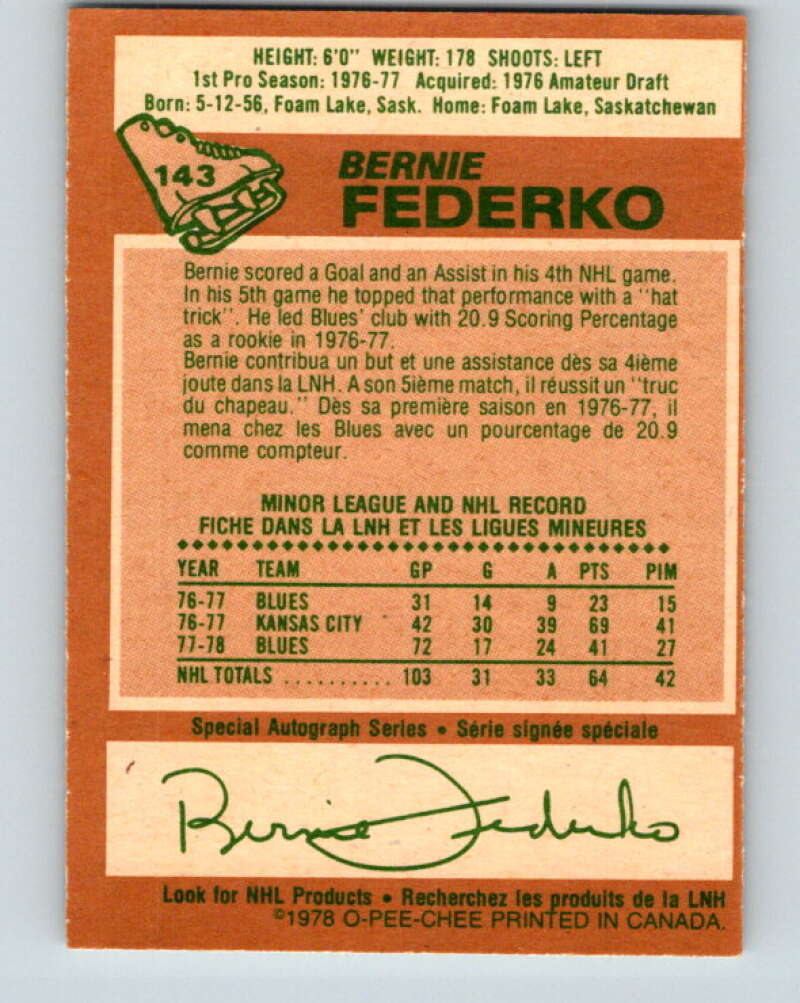 HEIGHT: 6'0" WEIGHT: 178 SHOOTS: LEFT
1st Pro Season: 1976-77 Acquired: 1976 Amateur Draft
Born: 5-12-56, Foam Lake, Sask. Home: Foam Lake, Saskatchewan
143
BERNIE
FEDERKO
Bernie scored a Goal and an Assist in his 4th NHL game.
In his 5th game he topped that performance with a "hat
trick". He led Blues' club with 20.9 Scoring Percentage
as a rookie in 1976-77.
Bernie contribua un but et une assistance dès sa 4ième
joute dans la LNH. A son 5ième match, il réussit un "truc
du chapeau." Dès sa première saison en 1976-77, il
mena chez les Blues avec un pourcentage de 20.9
comme compteur.
MINOR LEAGUE AND NHL RECORD
FICHE DANS LA LNH ET LES LIGUES MINEURES
YEAR TEAM GP G A PTS PIM
76-77 BLUES 31 14 9 23 15
76-77 KANSAS CITY 42 30 39 69 41
77-78 BLUES 72 17 24 41 27
NHL TOTALS .......... 103 31 33 64 42
Special Autograph Series • Série signée spéciale
Bernie Federko
Look for NHL Products • Recherchez les produits de la LNH
©1978 O-PEE-CHEE PRINTED IN CANADA.